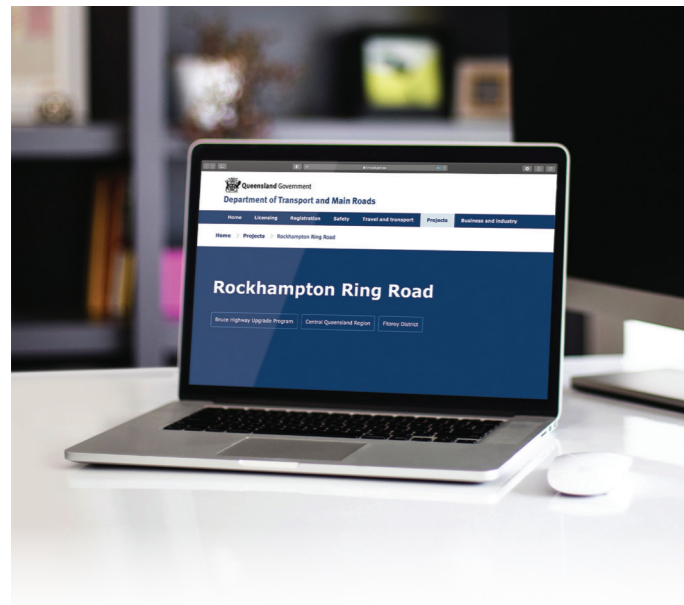 Queensland Government
Department of Transport and Main Roads
Home Licensing Registration Safety Travel and transport Projects Business and industry
Home Projects Rockhampton Ring Road
Rockhampton Ring Road
Bruce Highway Upgrade Program Central Queensland Region Fitzroy District